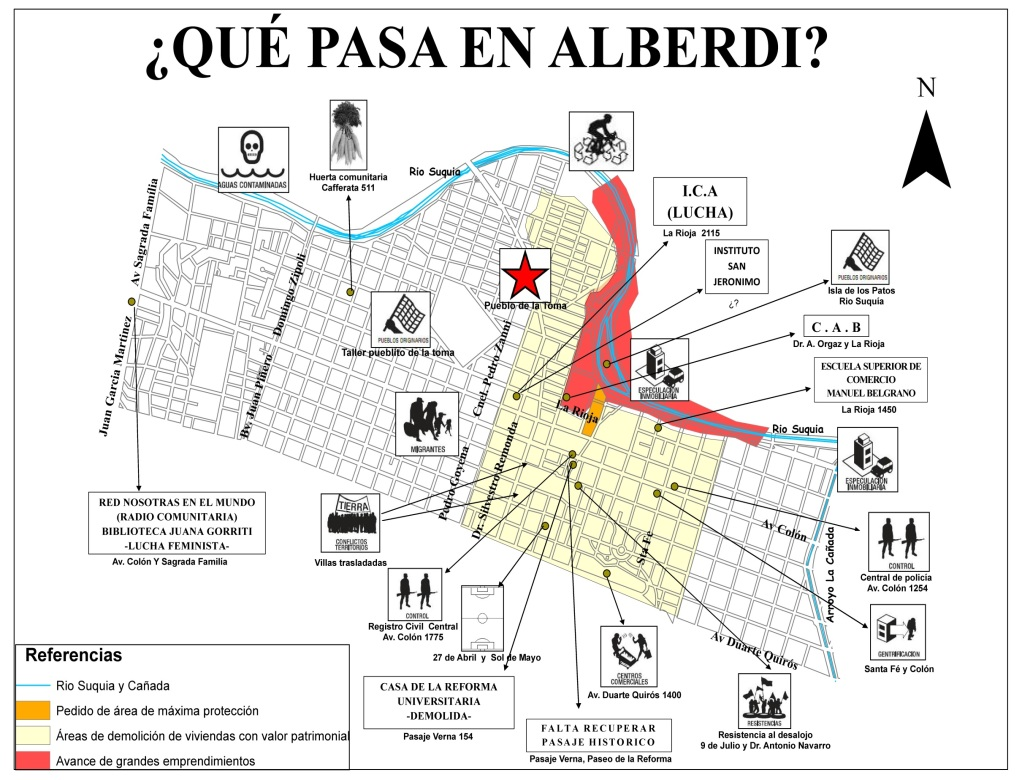 ¿QUÉ PASA EN ALBERDI?
N
AGUAS CONTAMINADAS
Huerta comunitaria
Cafferata 511
Rio Suquia
I.C.A
(LUCHA)
La Rioja 2115
INSTITUTO
SAN
JERONIMO
¿?
PUEBLOS ORIGINARIOS
Isla de los Patos
Rio Suquia
Av Sagrada Família
Domingo Zipoli
Pueblo de la Toma
PUEBLOS ORIGINARIOS
Taller pueblito de la toma
C . A . B
Dr. A. Orgaz y La Rioja
ESCUELA SUPERIOR DE
COMERCIO
MANUEL BELGRANO
La Rioja 1450
Juan García Martínez
Bv. Juan Piñero
Cnel. Pedro Zanni
ESPECULACIÓN
INMOBILIARIA
La Rioja
Rio Suquia
MIGRANTES
ESPECULACIÓN
INMOBILIARIA
Pedro Goyena
Dr. Silvestro Remonda
RED NOSOTRAS EN EL MUNDO
(RADIO COMUNITARIA)
BIBLIOTECA JUANA GORRITI
-LUCHA FEMINISTA-
Av. Colón Y Sagrada Familia
TIERRA
CONFLICTOS
TERRITORIOS
Villas trasladadas
Sta Fe
Av Colón
Arroyo La Cañada
CONTROL
Central de policía
Av. Colón 1254
CONTROL
Registro Civil Central
Av. Colón 1775
27 de Abril y Sol de Mayo
CENTROS
COMERCIALES
Av. Duarte Quirós 1400
Av Duarte Quirós
GENTRIFICACIÓN
Santa Fé y Colón
CASA DE LA REFORMA
UNIVERSITARIA
-DEMOLIDA-
Pasaje Verna 154
FALTA RECUPERAR
PASAJE HISTORICO
Pasaje Verna, Paseo de la Reforma
RESISTENCIAS
Resistencia al desalojo
9 de Julio y Dr. Antonio Navarro
Referencias
Rio Suquia y Cañada
Pedido de área de máxima protección
Áreas de demolición de viviendas con valor patrimonial
Avance de grandes emprendimientos